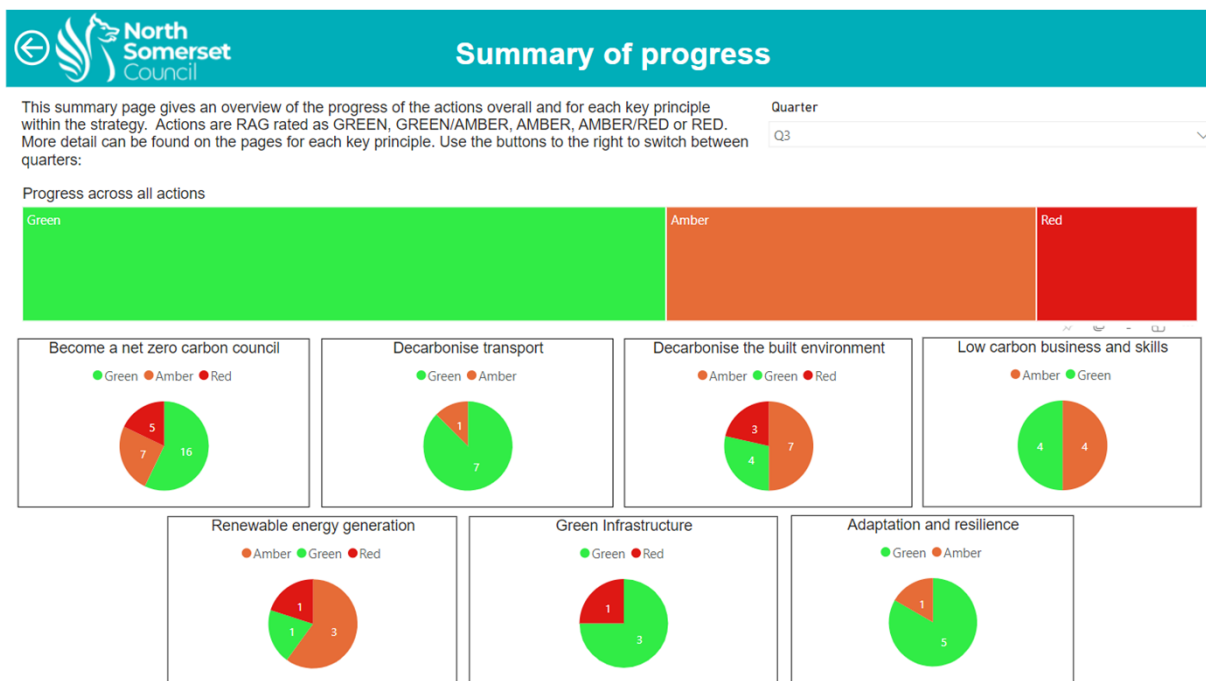 North
Somerset
Council
Summary of progress
This summary page gives an overview of the progress of the actions overall and for each key principle
within the strategy. Actions are RAG rated as GREEN, GREEN/AMBER, AMBER, AMBER/RED or RED.
More detail can be found on the pages for each key principle. Use the buttons to the right to switch between
quarters:
Quarter
Q3
Progress across all actions
Green
Amber
Red
Become a net zero carbon council
Green Amber Red
5
7
16
Decarbonise transport
Green Amber
1
7
Decarbonise the built environment
Amber Green Red
3
4
7
Low carbon business and skills
Amber Green
4
4
Renewable energy generation
Amber Green Red
1
1
3
Green Infrastructure
Green Red
1
3
Adaptation and resilience
Green Amber
1
5